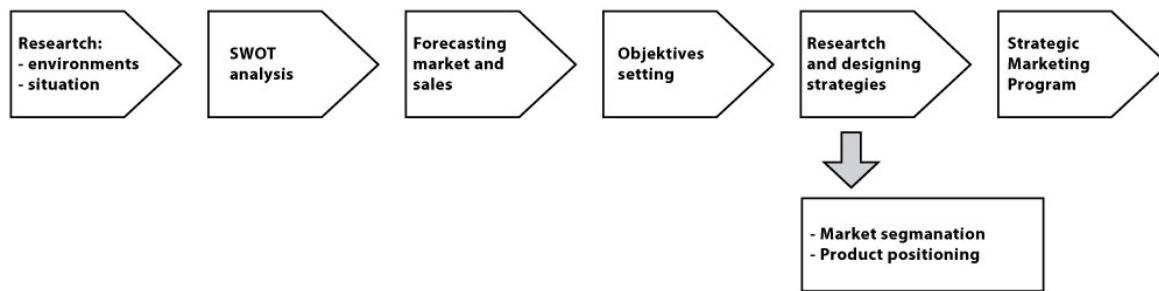 Researtch:
- environments
- situation
SWOT
analysis
Forecasting
market and
sales
Objektives
setting
Researtch
and designing
strategies
Strategic
Marketing
Program
- Market segmanation
- Product positioning